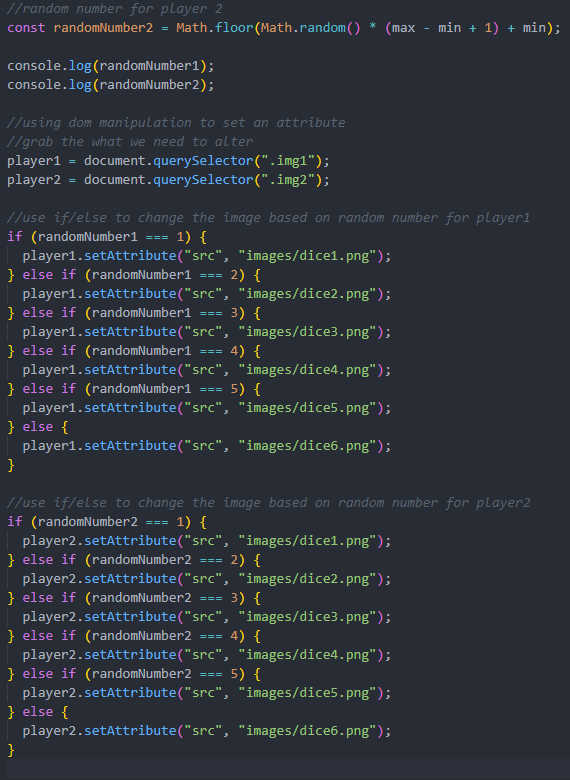 //random number for player 2
const randomNumber2 = Math.floor(Math.random() * (max - min + 1) + min);
console.log(randomNumber1);
console.log(randomNumber2);
//using dom manipulation to set an attribute
//grab the what we need to alter
player1 = document.querySelector(".img1");
player2 = document.querySelector(".img2");
//use if/else to change the image based on random number for player1
if (randomNumber1 === 1) {
  player1.setAttribute("src", "images/dice1.png");
} else if (randomNumber1 === 2) {
  player1.setAttribute("src", "images/dice2.png");
} else if (randomNumber1 === 3) {
  player1.setAttribute("src", "images/dice3.png");
} else if (randomNumber1 === 4) {
  player1.setAttribute("src", "images/dice4.png");
} else if (randomNumber1 === 5) {
  player1.setAttribute("src", "images/dice5.png");
} else {
  player1.setAttribute("src", "images/dice6.png");
}
//use if/else to change the image based on random number for player2
if (randomNumber2 === 1) {
  player2.setAttribute("src", "images/dice1.png");
} else if (randomNumber2 === 2) {
  player2.setAttribute("src", "images/dice2.png");
} else if (randomNumber2 === 3) {
  player2.setAttribute("src", "images/dice3.png");
} else if (randomNumber2 === 4) {
  player2.setAttribute("src", "images/dice4.png");
} else if (randomNumber2 === 5) {
  player2.setAttribute("src", "images/dice5.png");
} else {
  player2.setAttribute("src", "images/dice6.png");
}